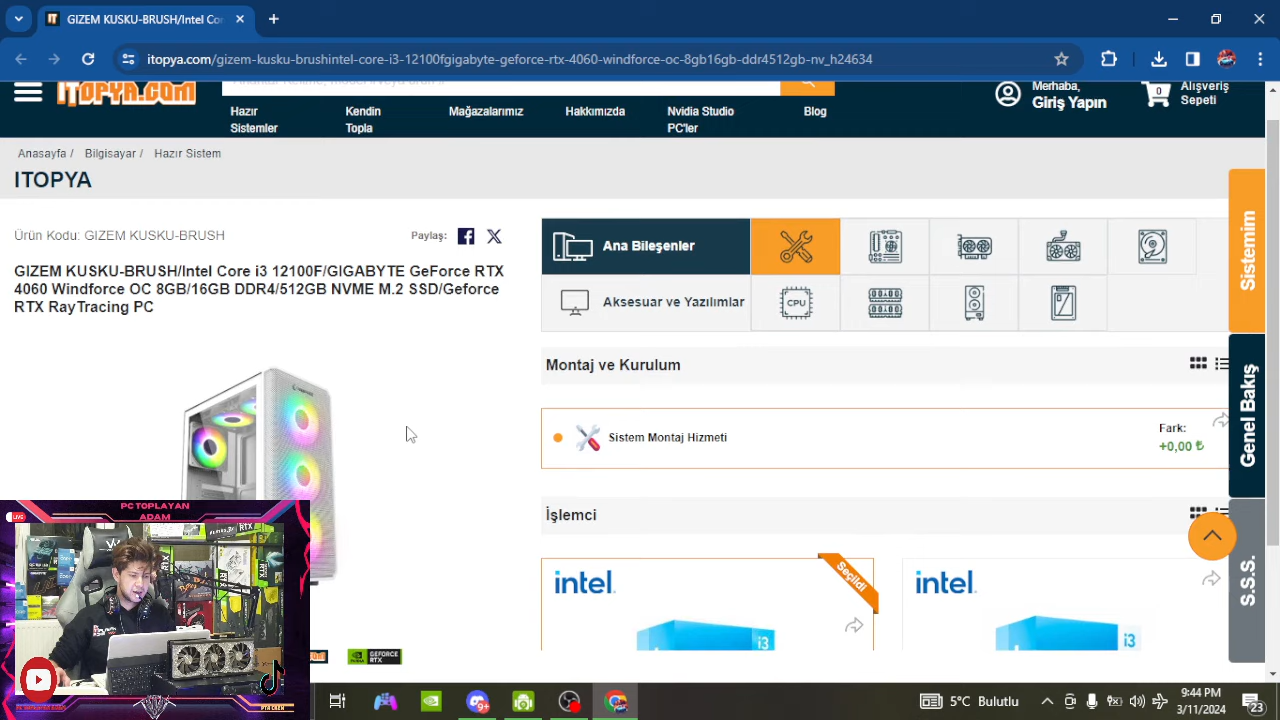 GIZEM KUSKU-BRUSH/Intel Co
itopya.com/gizem-kusku-brushintel-core-i3-12100fgigabyte-geforce-rtx-4060-windforce-oc-8gb16gb-ddr4512gb-nv_h24634
ITOPYA.COM
Merhaba,
Giriş Yapın
0
Alışveriş
Sepeti
Hazır
Sistemler
Kendin
Topla
Mağazalarımız
Hakkımızda
Nvidia Studio
PC'ler
Blog
Anasayfa / Bilgisayar / Hazır Sistem
ITOPYA
Ürün Kodu: GIZEM KUSKU-BRUSH
Paylaş:
GIZEM KUSKU-BRUSH/Intel Core i3 12100F/GIGABYTE GeForce RTX
4060 Windforce OC 8GB/16GB DDR4/512GB NVME M.2 SSD/Geforce
RTX RayTracing PC
Ana Bileşenler
Aksesuar ve Yazılımlar
CPU
Montaj ve Kurulum
Sistem Montaj Hizmeti
Fark:
+0,00 ₺
İşlemci
intel.
Seçildi
i3
intel.
i3
Sistemim
Genel Bakış
S.S.S.
GEFORCE
RTX
LIVE
PC TOPLAYAN
ADAM
9+
5°C Bulutlu
9:44 PM
3/11/2024
23